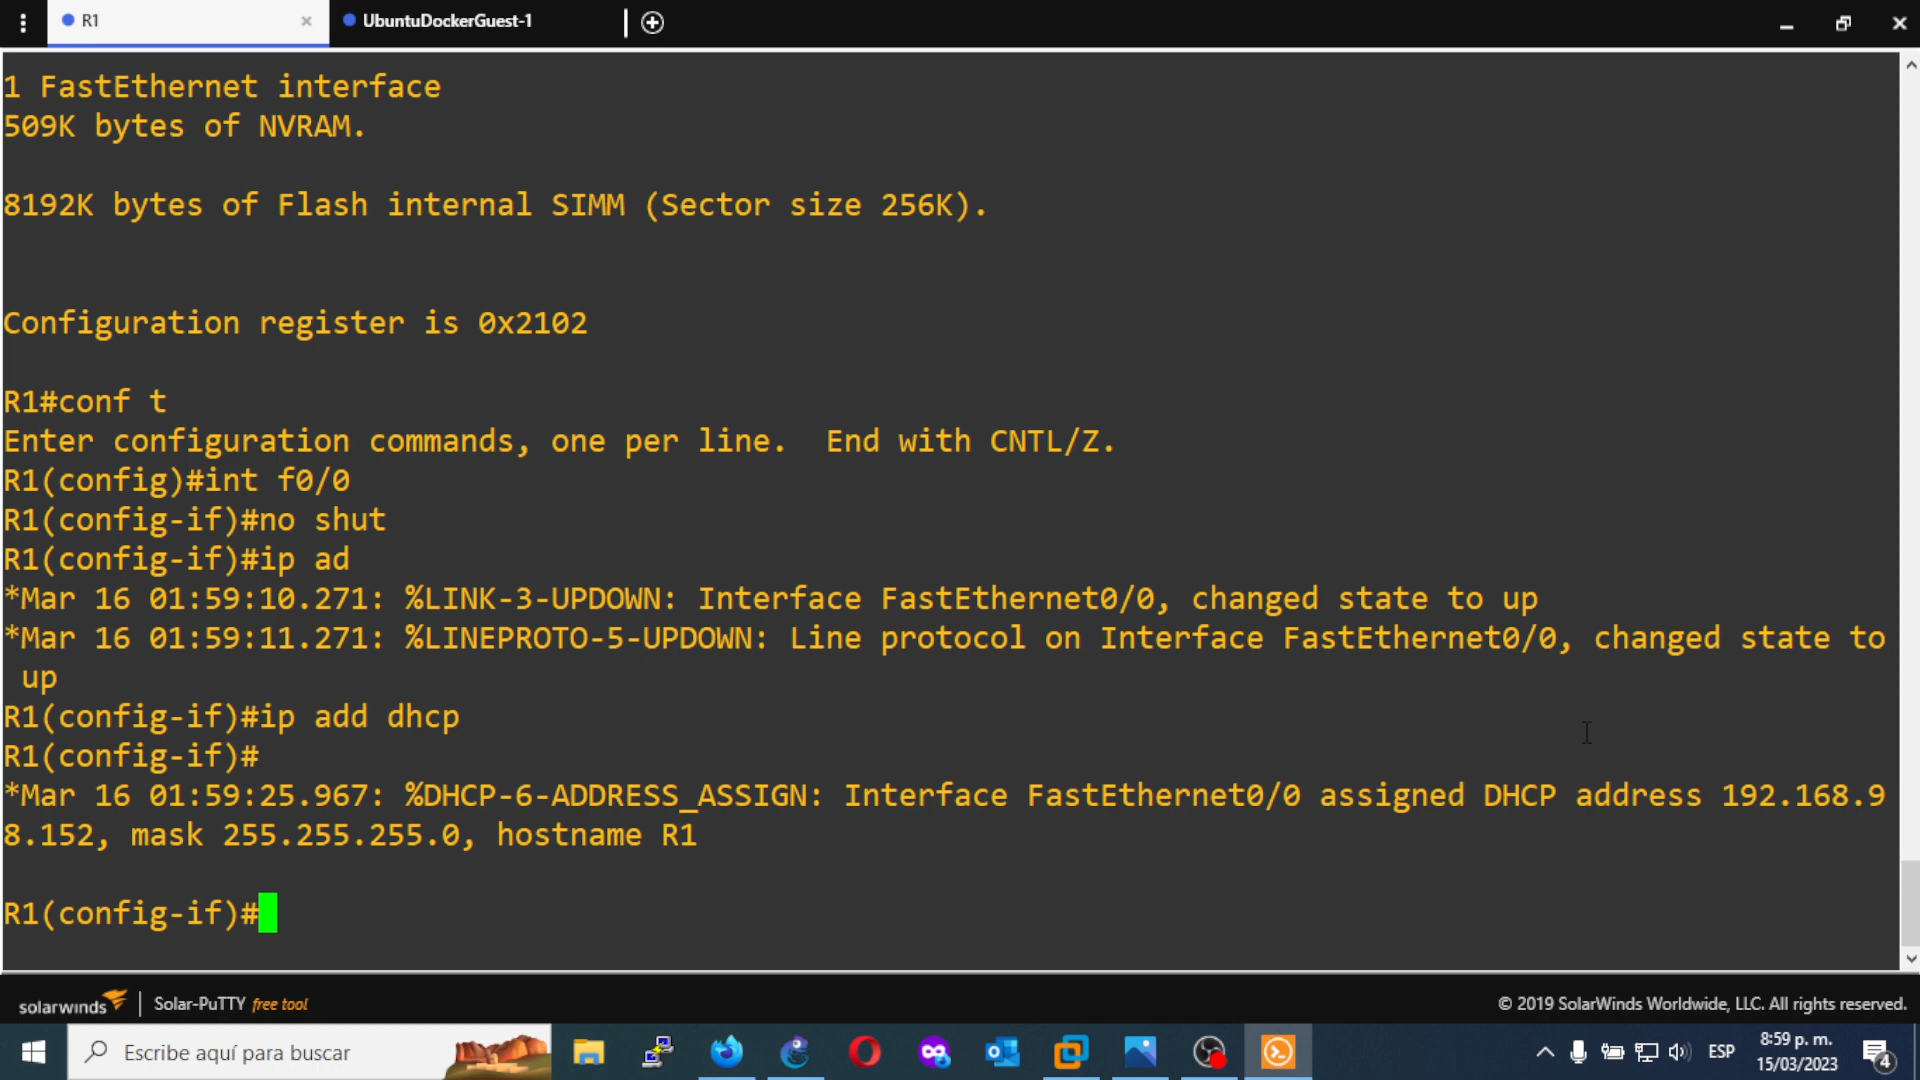 R1
UbuntuDockerGuest-1
1 FastEthernet interface
509K bytes of NVRAM.
8192K bytes of Flash internal SIMM (Sector size 256K).
Configuration register is 0x2102
R1#conf t
Enter configuration commands, one per line.  End with CNTL/Z.
R1(config)#int f0/0
R1(config-if)#no shut
R1(config-if)#ip ad
*Mar 16 01:59:10.271: %LINK-3-UPDOWN: Interface FastEthernet0/0, changed state to up
*Mar 16 01:59:11.271: %LINEPROTO-5-UPDOWN: Line protocol on Interface FastEthernet0/0, changed state to
up
R1(config-if)#ip add dhcp
R1(config-if)#
*Mar 16 01:59:25.967: %DHCP-6-ADDRESS_ASSIGN: Interface FastEthernet0/0 assigned DHCP address 192.168.9
8.152, mask 255.255.255.0, hostname R1
R1(config-if)#
solarwinds Solar-PuTTY free tool
© 2019 SolarWinds Worldwide, LLC. All rights reserved.
Escribe aquí para buscar
ESP
8:59 p. m.
15/03/2023
4